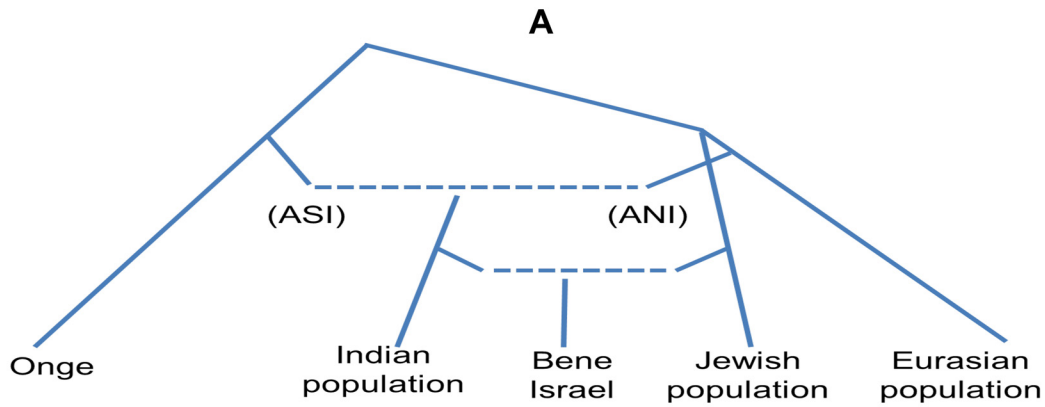 A
(ASI)
(ANI)
Onge
Indian
population
Bene
Israel
Jewish
population
Eurasian
population